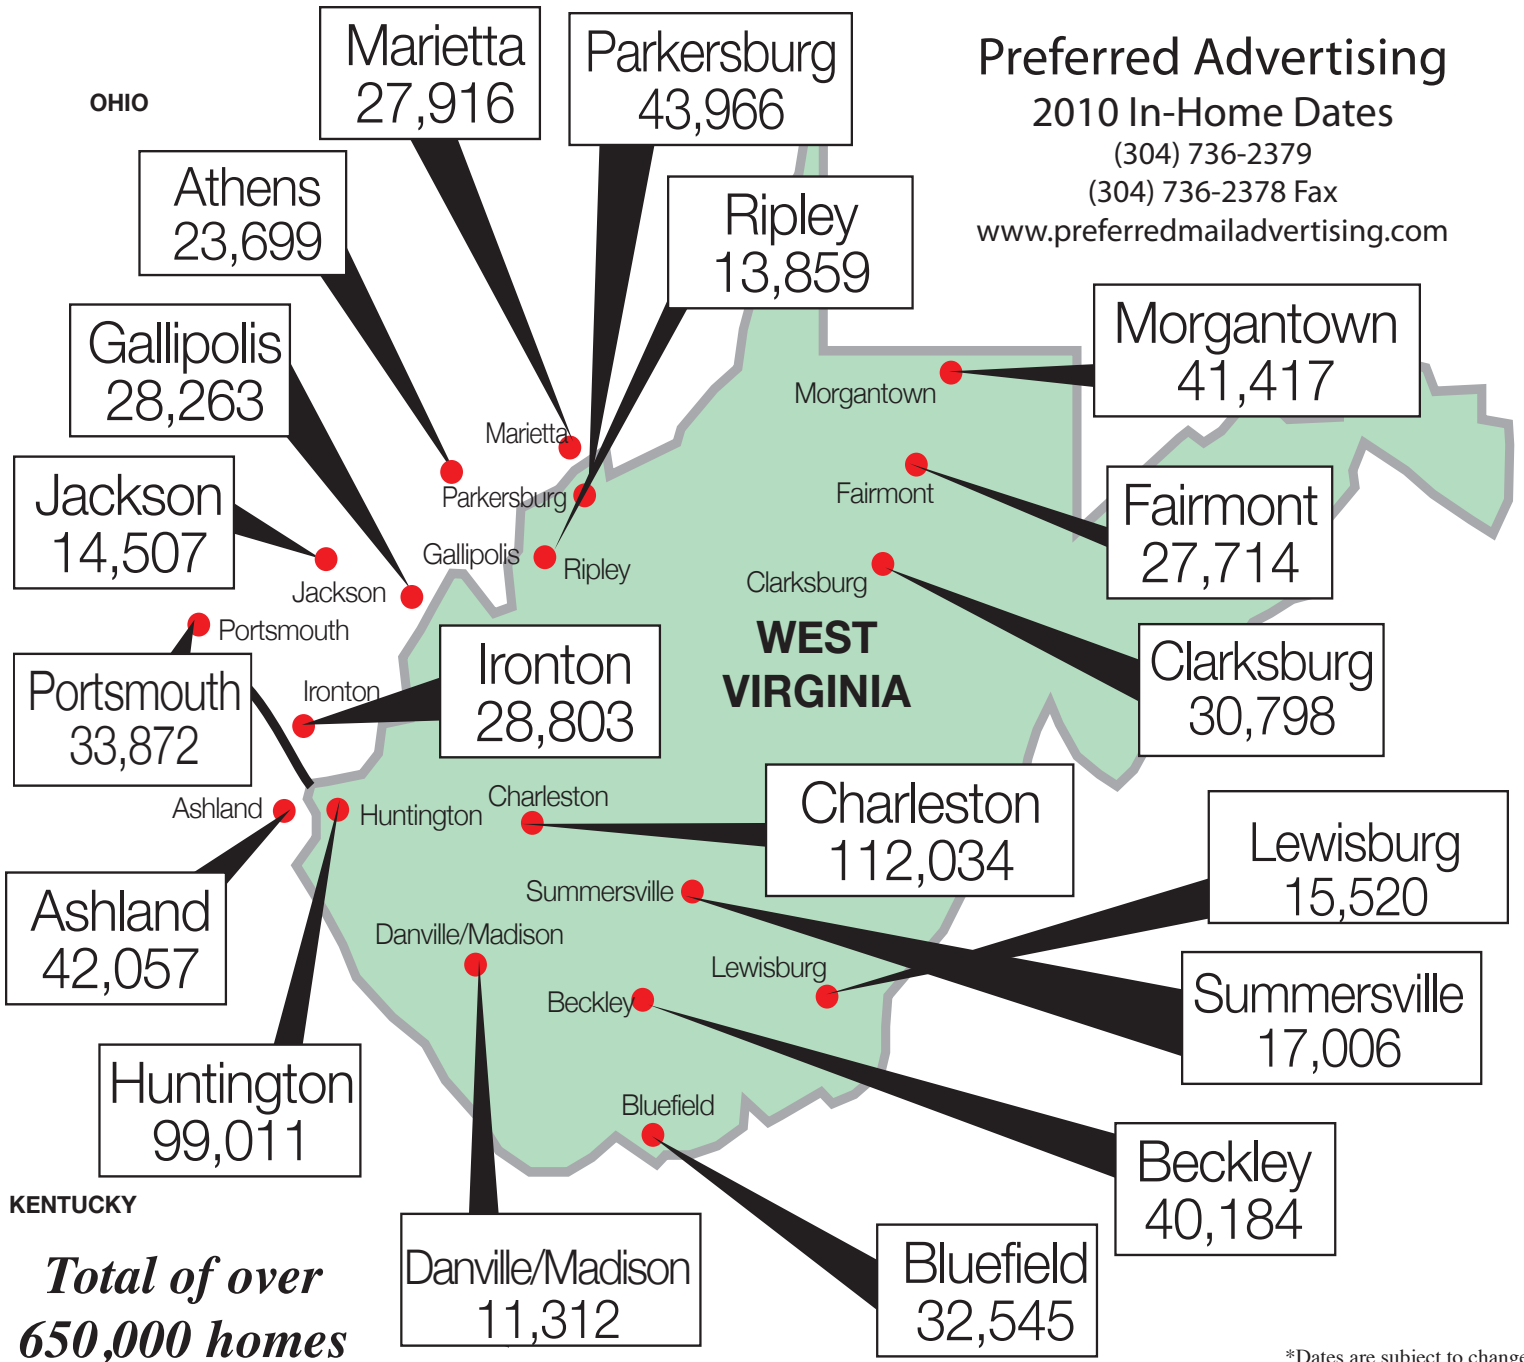 Preferred Advertising
2010 In-Home Dates
(304) 736-2379
(304) 736-2378 Fax
www.preferredmailadvertising.com
OHIO
Marietta
27,916
Parkersburg
43,966
Athens
23,699
Ripley
13,859
Gallipolis
28,263
Morgantown
41,417
Jackson
14,507
Fairmont
27,714
Portsmouth
33,872
Ironton
28,803
Clarksburg
30,798
Charleston
112,034
Lewisburg
15,520
Ashland
42,057
Summersville
17,006
Huntington
99,011
Beckley
40,184
Danville/Madison
11,312
Bluefield
32,545
Morgantown
Marietta
Parkersburg
Fairmont
Gallipolis
Ripley
Clarksburg
Jackson
Portsmouth
WEST
VIRGINIA
Ironton
Charleston
Ashland
Huntington
Summersville
Danville/Madison
Lewisburg
Beckley
Bluefield
KENTUCKY
Total of over
650,000 homes
*Dates are subject to change